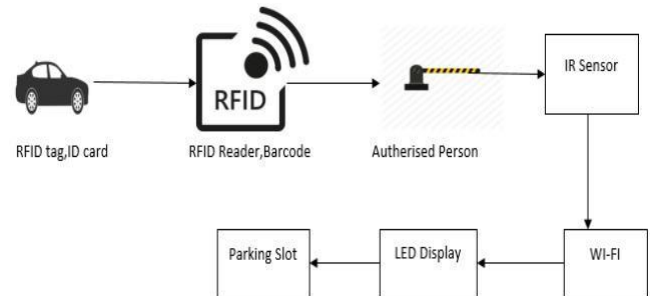 RFID
IR Sensor
RFID tag,ID card
RFID Reader,Barcode
Autherised Person
Parking Slot
LED Display
WI-FI